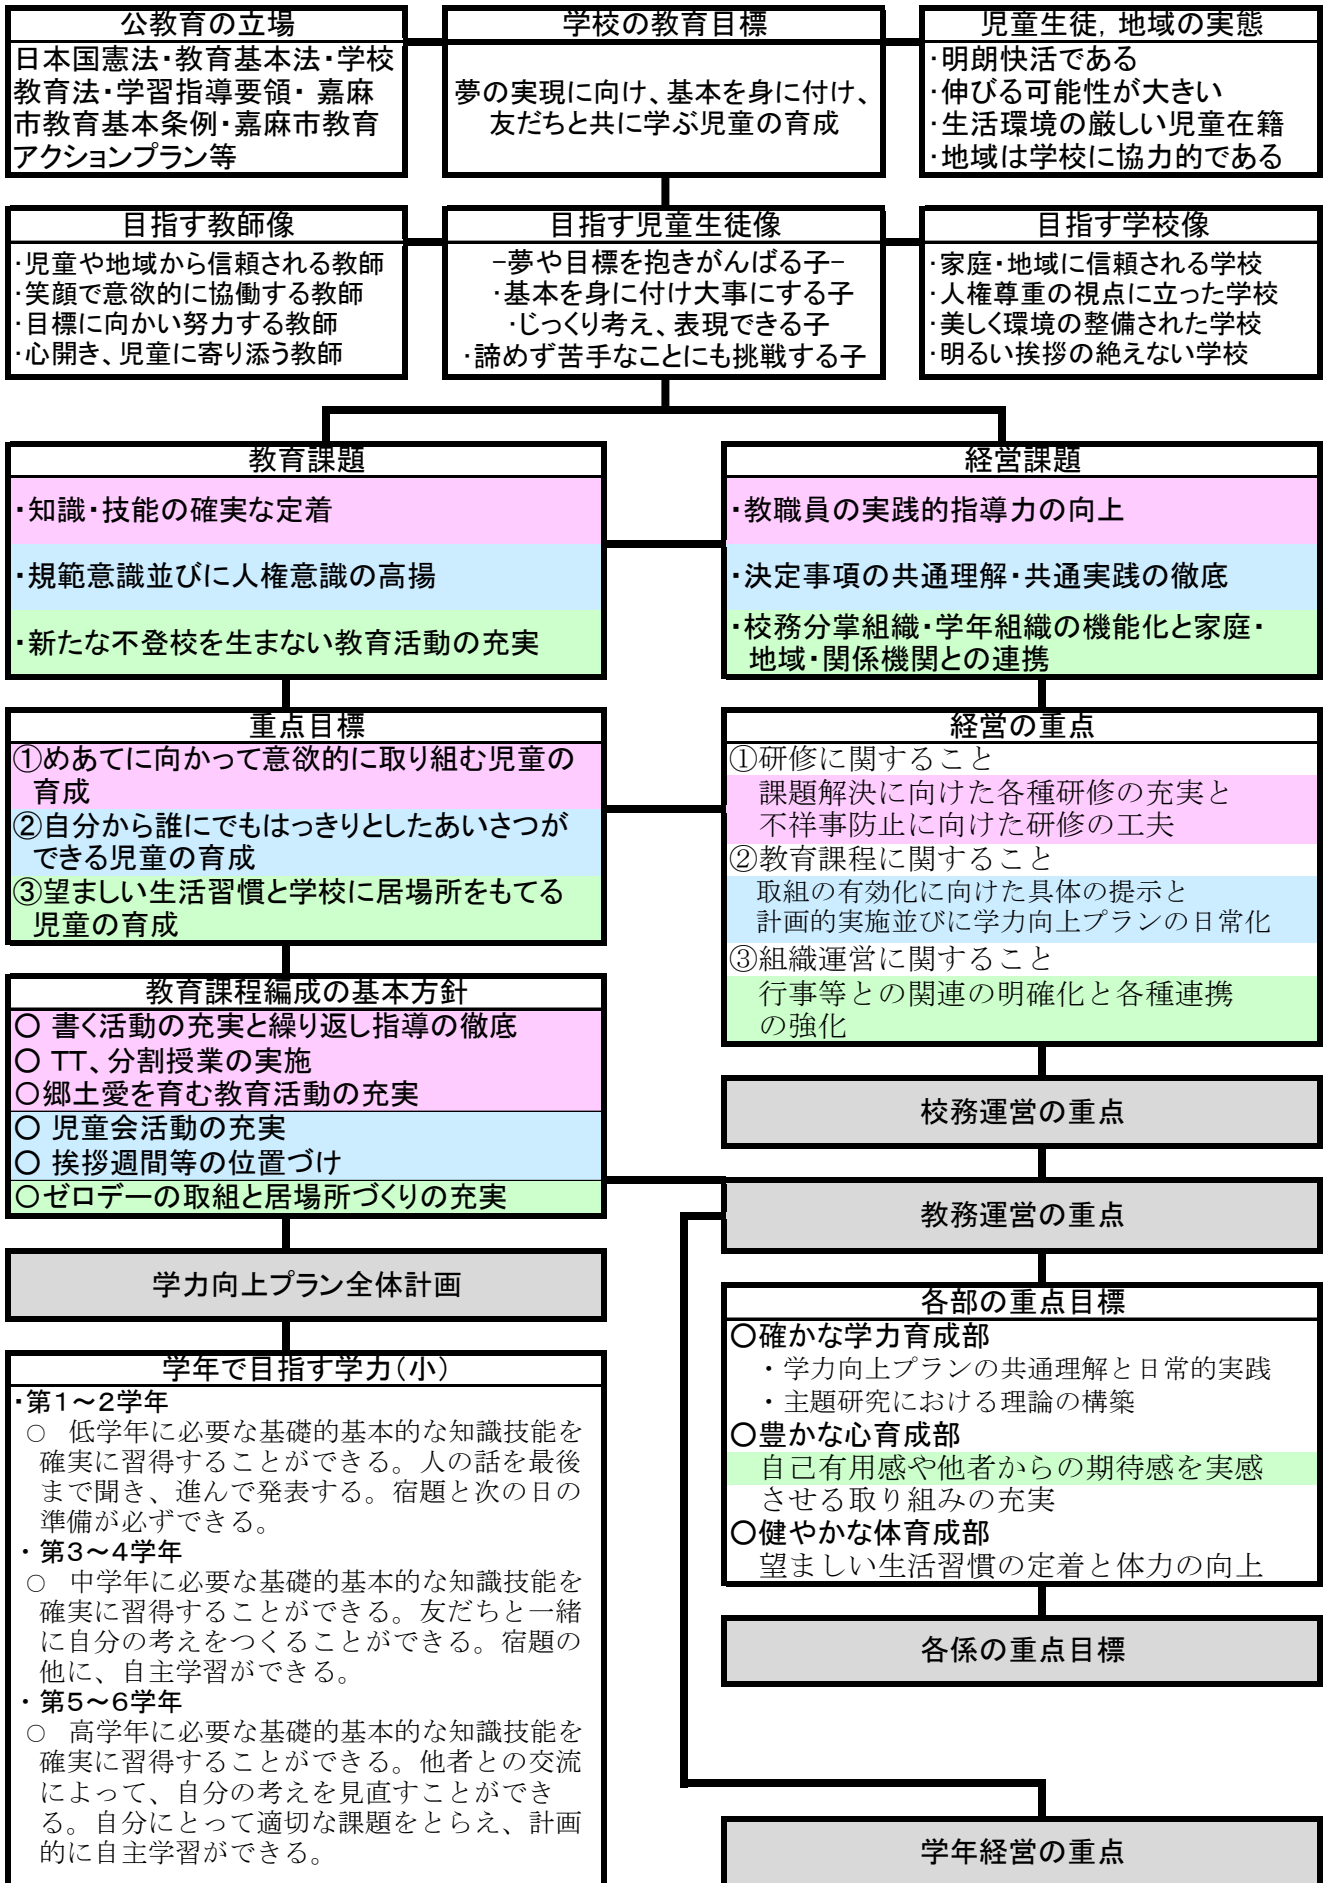 公教育の立場
日本国憲法・教育基本法・学校
教育法・学習指導要領・ 嘉麻
市教育基本条例・嘉麻市教育
アクションプラン等
学校の教育目標
夢の実現に向け、基本を身に付け、
友だちと共に学ぶ児童の育成
児童生徒，地域の実態
・明朗快活である
・伸びる可能性が大きい
・生活環境の厳しい児童在籍
・地域は学校に協力的である
目指す教師像
・児童や地域から信頼される教師
・笑顔で意欲的に協働する教師
・目標に向かい努力する教師
・心開き、児童に寄り添う教師
目指す児童生徒像
－夢や目標を抱きがんばる子－
・基本を身に付け大事にする子
・じっくり考え、表現できる子
・諦めず苦手なことにも挑戦する子
目指す学校像
・家庭・地域に信頼される学校
・人権尊重の視点に立った学校
・美しく環境の整備された学校
・明るい挨拶の絶えない学校
教育課題
・知識・技能の確実な定着
・規範意識並びに人権意識の高揚
・新たな不登校を生まない教育活動の充実
経営課題
・教職員の実践的指導力の向上
・決定事項の共通理解・共通実践の徹底
・校務分掌組織・学年組織の機能化と家庭・
地域・関係機関との連携
重点目標
①めあてに向かって意欲的に取り組む児童の
育成
②自分から誰にでもはっきりとしたあいさつが
できる児童の育成
③望ましい生活習慣と学校に居場所をもてる
児童の育成
経営の重点
①研修に関すること
課題解決に向けた各種研修の充実と
不祥事防止に向けた研修の工夫
②教育課程に関すること
取組の有効化に向けた具体の提示と
計画的実施並びに学力向上プランの日常化
③組織運営に関すること
行事等との関連の明確化と各種連携
の強化
教育課程編成の基本方針
○ 書く活動の充実と繰り返し指導の徹底
○ TT、分割授業の実施
○郷土愛を育む教育活動の充実
○ 児童会活動の充実
○ 挨拶週間等の位置づけ
○ゼロデーの取組と居場所づくりの充実
校務運営の重点
教務運営の重点
学力向上プラン全体計画
各部の重点目標
○確かな学力育成部
・学力向上プランの共通理解と日常的実践
・主題研究における理論の構築
○豊かな心育成部
自己有用感や他者からの期待感を実感
させる取り組みの充実
○健やかな体育成部
望ましい生活習慣の定着と体力の向上
学年で目指す学力（小）
・第１～２学年
○　低学年に必要な基礎的基本的な知識技能を
確実に習得することができる。人の話を最後
まで聞き、進んで発表する。宿題と次の日の
準備が必ずできる。
・第３～４学年
○　中学年に必要な基礎的基本的な知識技能を
確実に習得することができる。友だちと一緒
に自分の考えをつくることができる。宿題の
他に、自主学習ができる。
・第５～６学年
○　高学年に必要な基礎的基本的な知識技能を
確実に習得することができる。他者との交流
によって、自分の考えを見直すことができ
る。自分にとって適切な課題をとらえ、計画
的に自主学習ができる。
各係の重点目標
学年経営の重点